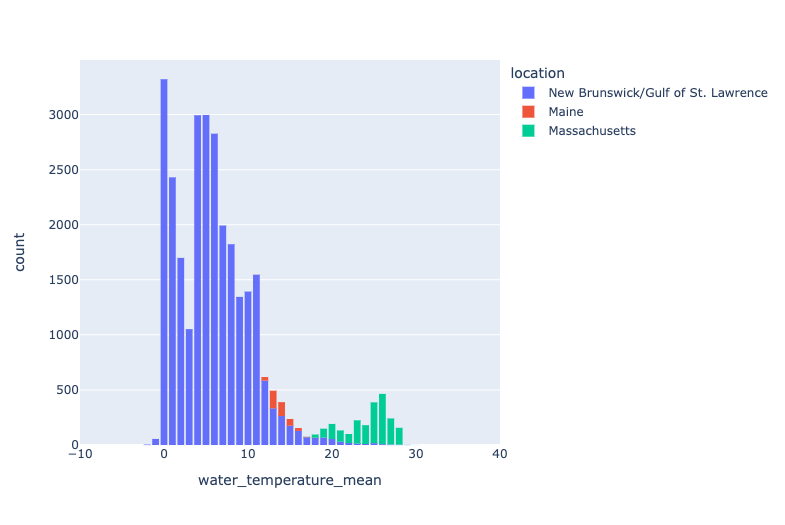 location
New Brunswick/Gulf of St. Lawrence
Maine
Massachusetts
3000
2500
2000
1500
1000
500
0
count
−10
0
10
20
30
40
water_temperature_mean